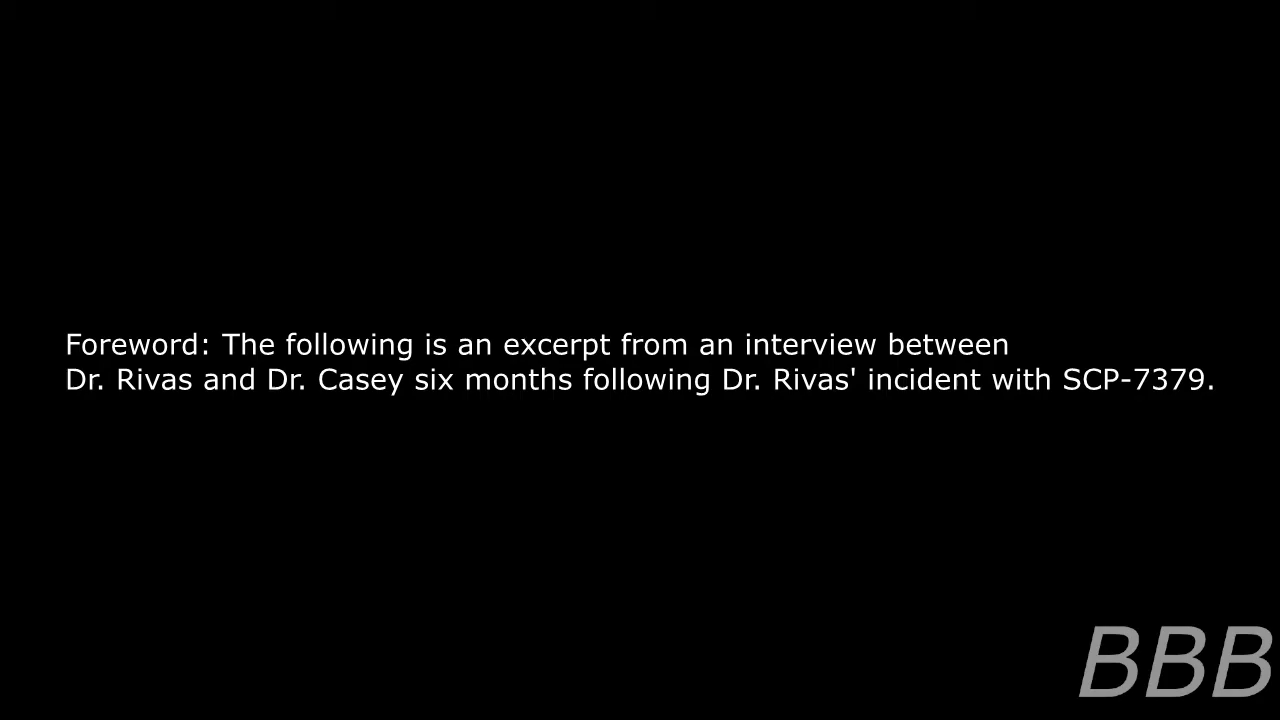 Foreword: The following is an excerpt from an interview between
Dr. Rivas and Dr. Casey six months following Dr. Rivas' incident with SCP-7379.
BBB